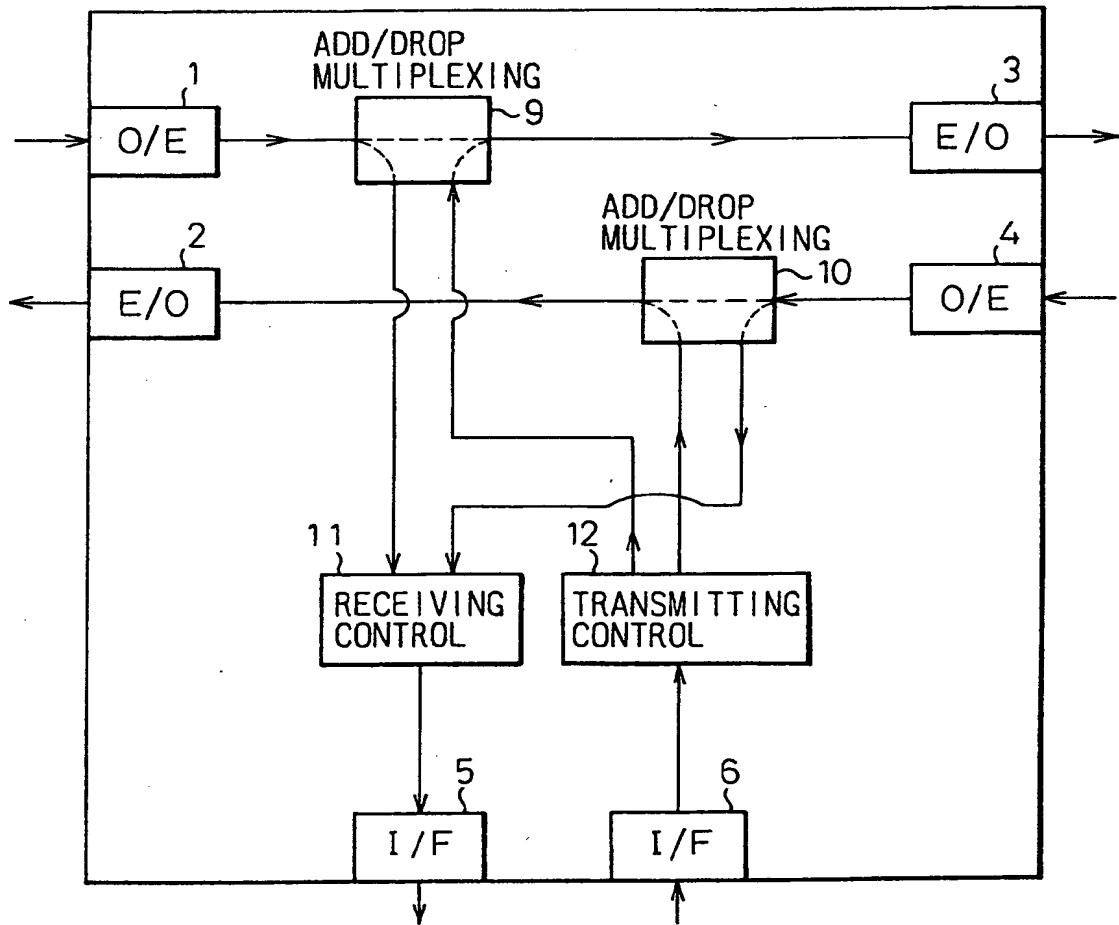 ADD/DROP
MULTIPLEXING
1
9
3
O/E
E/O
ADD/DROP
MULTIPLEXING
2
10
4
E/O
O/E
11
12
RECEIVING
CONTROL
TRANSMITTING
CONTROL
5
6
I/F
I/F